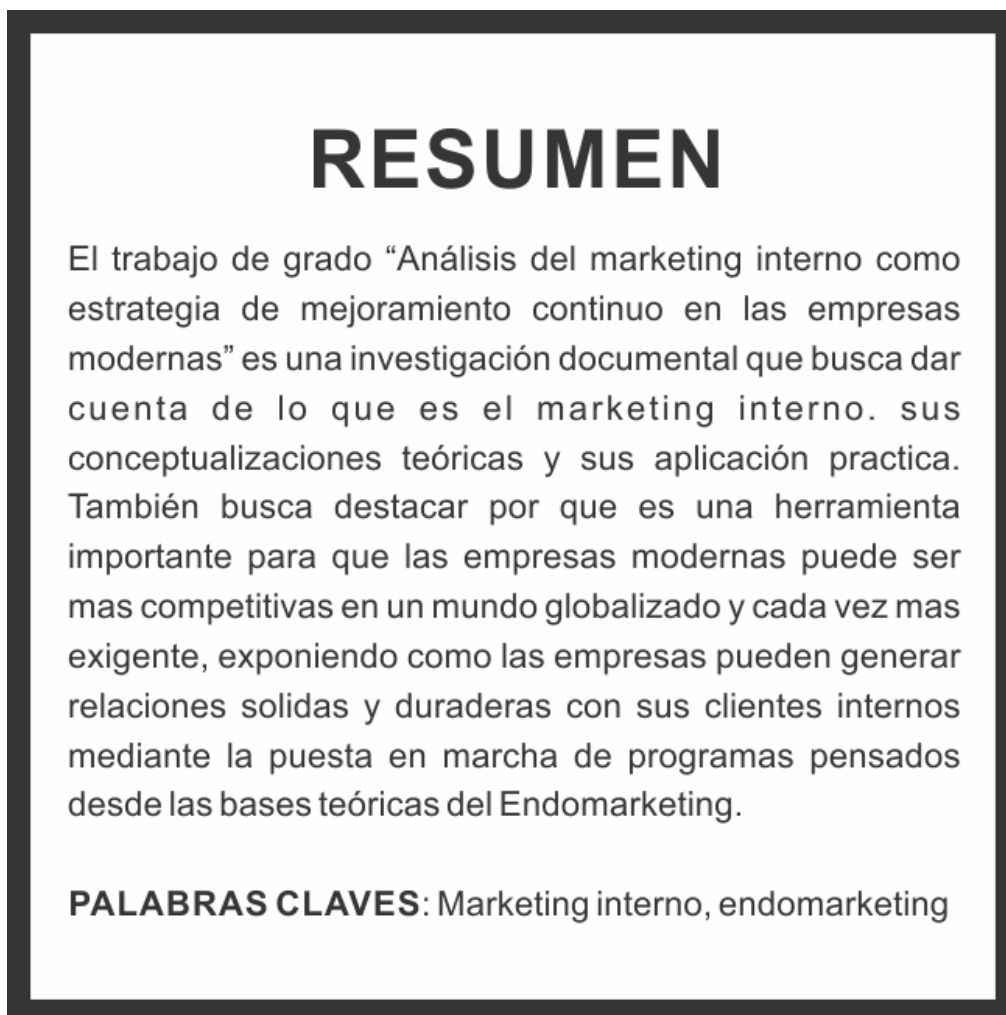 RESUMEN
El trabajo de grado “Análisis del marketing interno como
estrategia de mejoramiento continuo en las empresas
modernas” es una investigación documental que busca dar
cuenta de lo que es el marketing interno. sus
conceptualizaciones teóricas y sus aplicación practica.
También busca destacar por que es una herramienta
importante para que las empresas modernas puede ser
mas competitivas en un mundo globalizado y cada vez mas
exigente, exponiendo como las empresas pueden generar
relaciones solidas y duraderas con sus clientes internos
mediante la puesta en marcha de programas pensados
desde las bases teóricas del Endomarketing.
PALABRAS CLAVES: Marketing interno, endomarketing